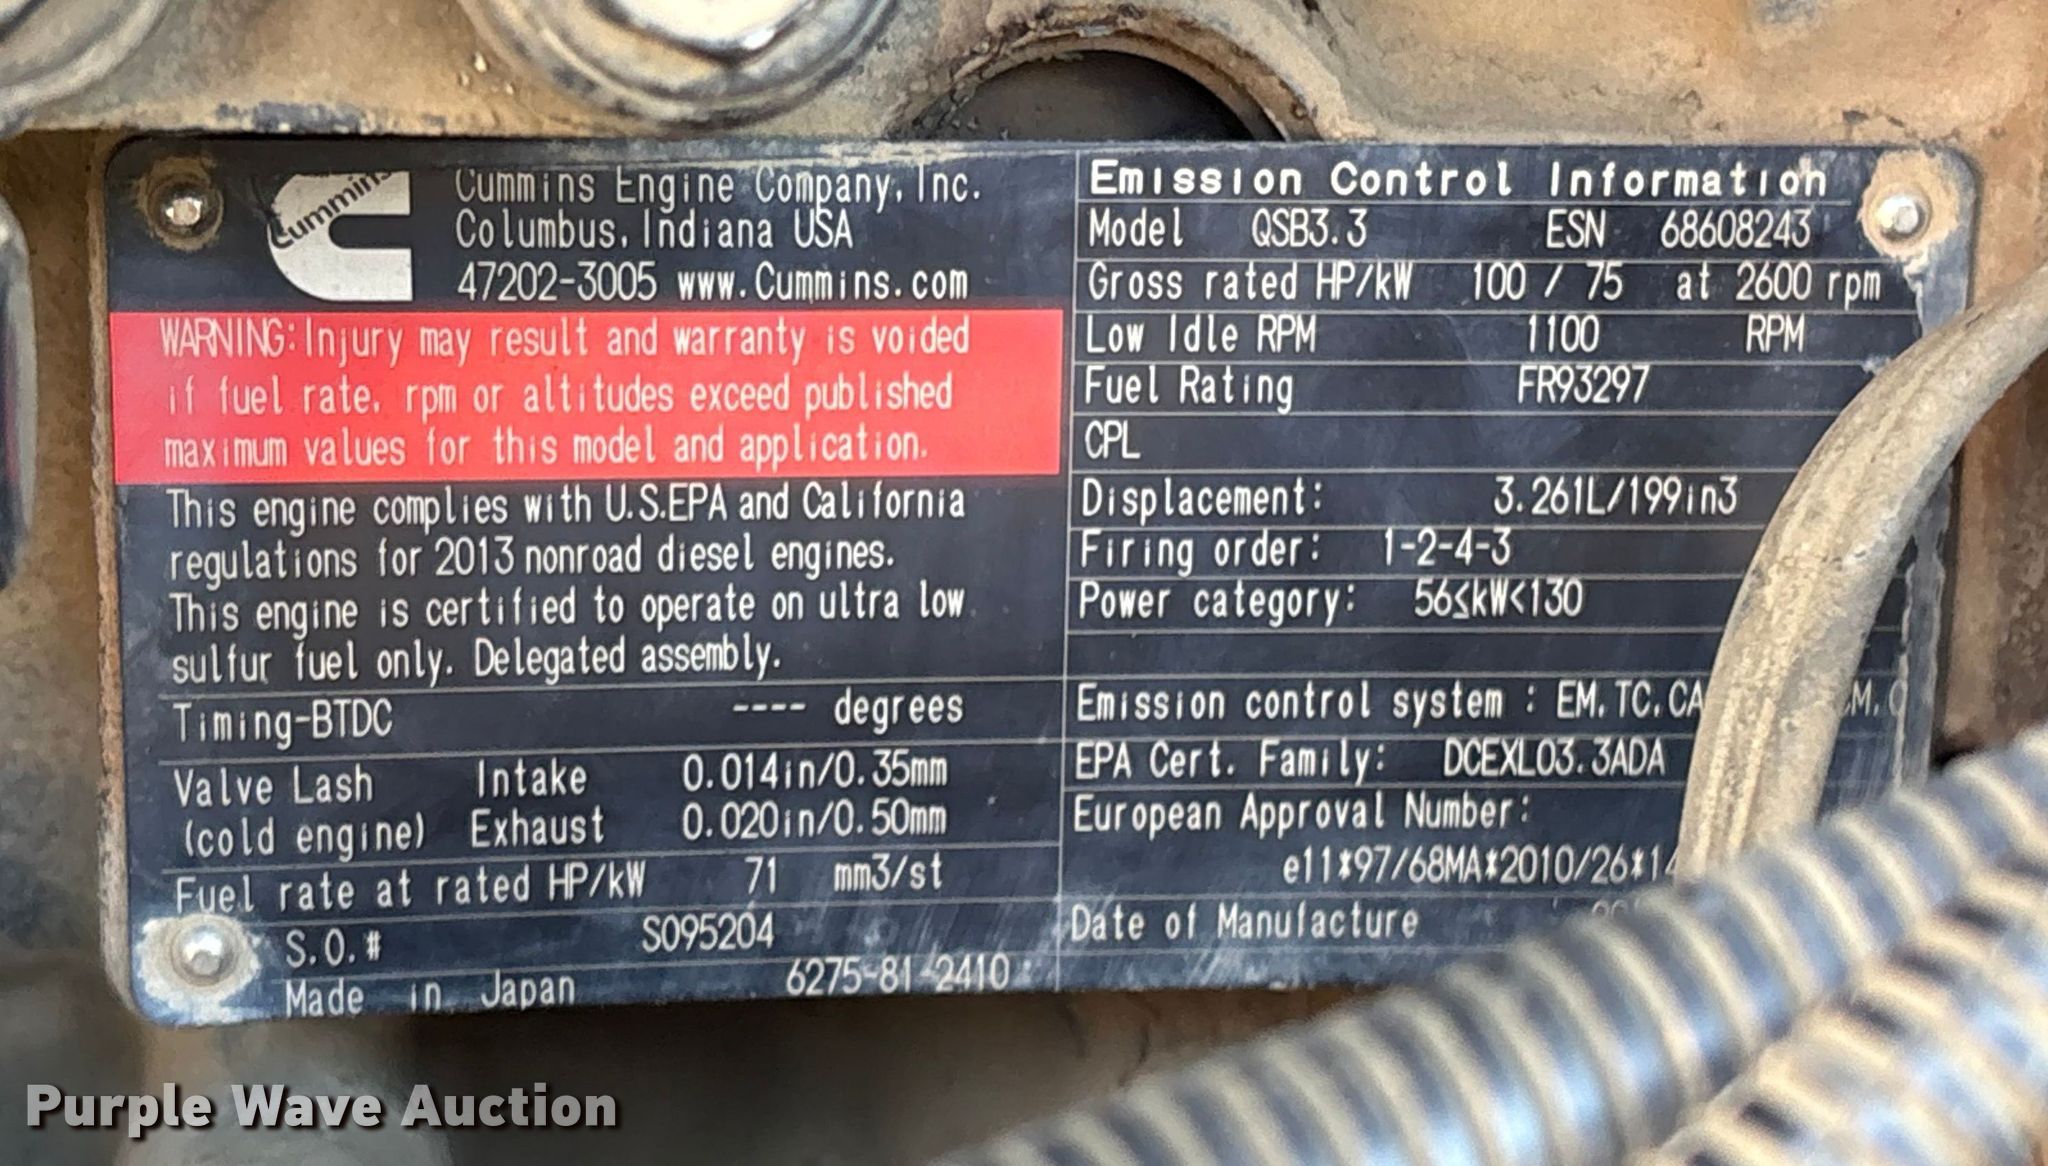 Cummins
Cummins Engine Company, Inc.
Columbus, Indiana USA
47202-3005 www.Cummins.com
WARNING: Injury may result and warranty is voided
if fuel rate, rpm or altitudes exceed published
maximum values for this model and application.
This engine complies with U.S.EPA and California
regulations for 2013 nonroad diesel engines.
This engine is certified to operate on ultra low
sulfur fuel only. Delegated assembly.
Timing-BTDC ---- degrees
Valve Lash Intake 0.014in/0.35mm
(cold engine) Exhaust 0.020in/0.50mm
Fuel rate at rated HP/kW 71 mm3/st
S.O.# S095204
Made in Japan 6275-81-2410
Emission Control Information
Model QSB3.3 ESN 68608243
Gross rated HP/kW 100 / 75 at 2600 rpm
Low Idle RPM 1100 RPM
Fuel Rating FR93297
CPL
Displacement: 3.261L/199in3
Firing order: 1-2-4-3
Power category: 56≤kW<130
Emission control system : EM, TC, CA
EPA Cert. Family: DCEXL03.3ADA
European Approval Number:
e11*97/68MA*2010/26*14
Date of Manufacture
Purple Wave Auction